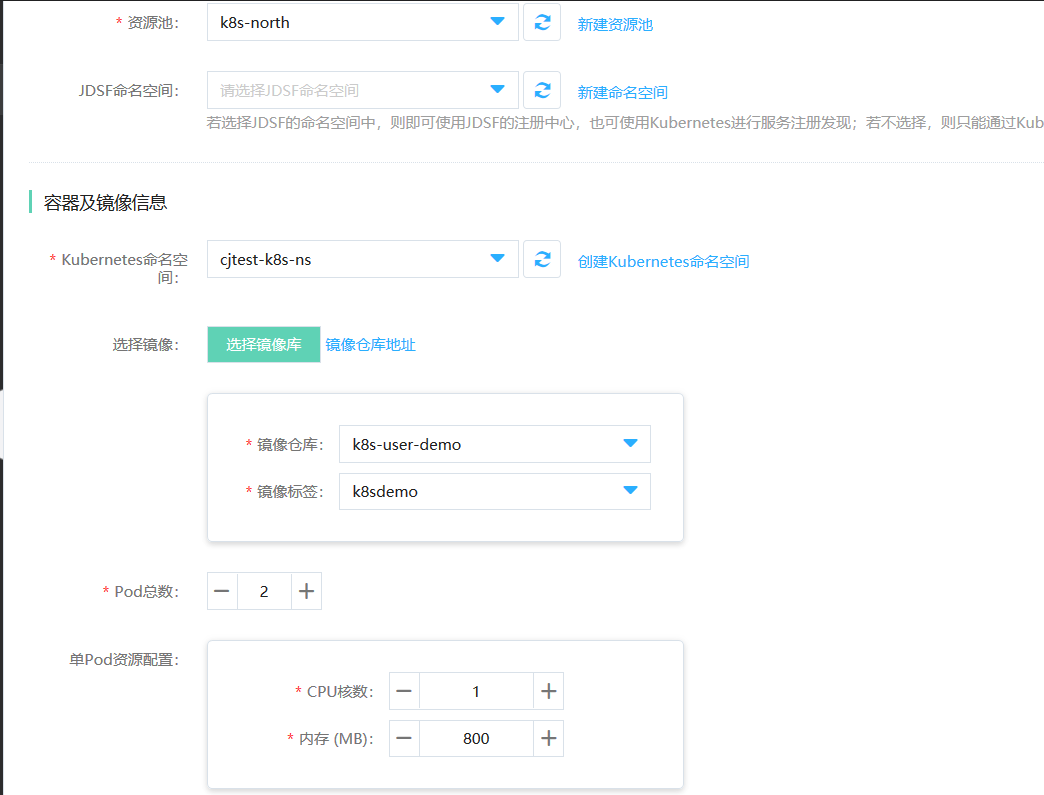 * 资源池： k8s-north 新建资源池
JDSF命名空间： 请选择JDSF命名空间 新建命名空间
若选择JDSF的命名空间中，则即可使用JDSF的注册中心，也可使用Kubernetes进行服务注册发现；若不选择，则只能通过Kub
容器及镜像信息
* Kubernetes命名空 cjtest-k8s-ns 创建Kubernetes命名空间
间：
选择镜像： 选择镜像库 镜像仓库地址
* 镜像仓库： k8s-user-demo
* 镜像标签： k8sdemo
* Pod总数： 2
单Pod资源配置：
* CPU核数： 1
* 内存 (MB)： 800